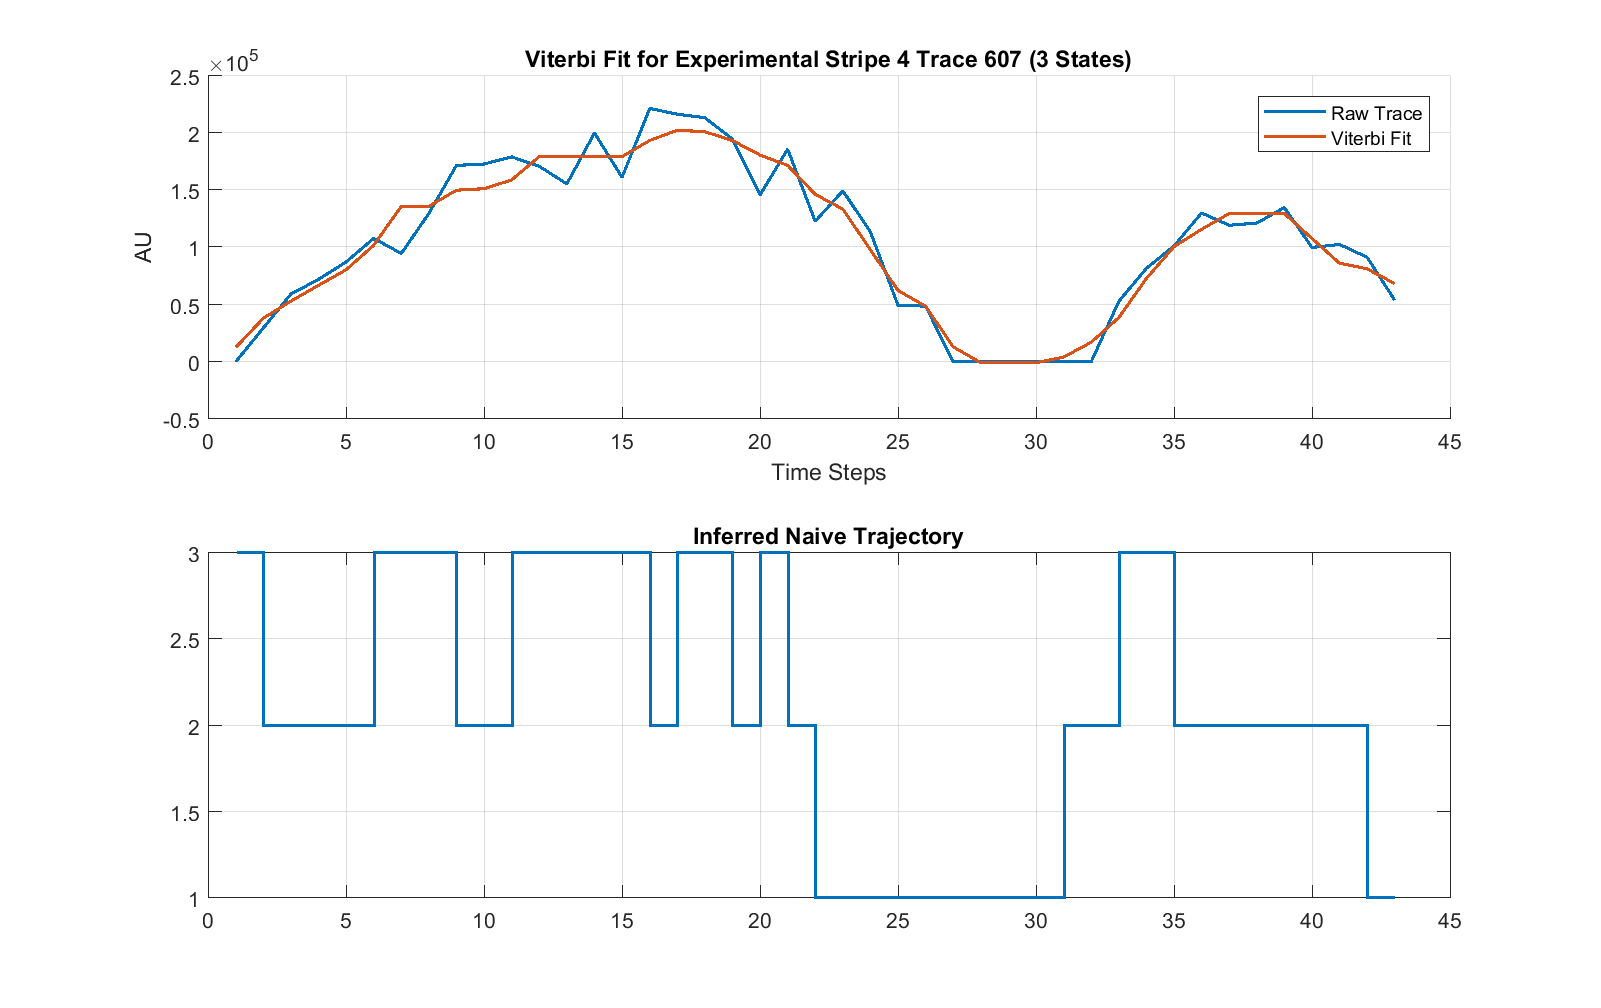 Viterbi Fit for Experimental Stripe 4 Trace 607 (3 States)
×10^5
2.5
2
1.5
1
0.5
0
-0.5
AU
Raw Trace
Viterbi Fit
0 5 10 15 20 25 30 35 40 45
Time Steps
Inferred Naive Trajectory
3
2.5
2
1.5
1
0 5 10 15 20 25 30 35 40 45